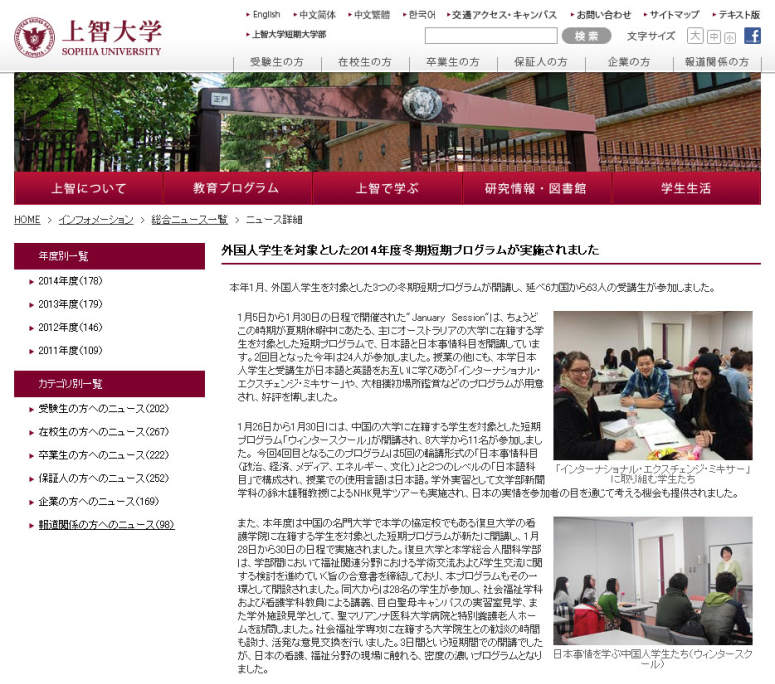 上智大学
SOPHIA UNIVERSITY
English 中文简体 中文繁體 한국어 交通アクセス・キャンパス お問い合わせ サイトマップ テキスト版
上智大学短期大学部
検索 文字サイズ 大 中 小
受験生の方 在校生の方 卒業生の方 保証人の方 企業の方 報道関係の方
正門
上智について 教育プログラム 上智で学ぶ 研究情報・図書館 学生生活
HOME > インフォメーション > 総合ニュース一覧 > ニュース詳細
年度別一覧
2014年度(178)
2013年度(179)
2012年度(146)
2011年度(109)
カテゴリ別一覧
受験生の方へのニュース(202)
在校生の方へのニュース(267)
卒業生の方へのニュース(222)
保証人の方へのニュース(252)
企業の方へのニュース(169)
報道関係の方へのニュース(98)
外国人学生を対象とした2014年度冬期短期プログラムが実施されました
本年1月、外国人学生を対象とした3つの冬期短期プログラムが開講し、延べ6カ国から63人の受講生が参加しました。
1月5日から1月30日の日程で開催された"January Session"は、ちょうど
この時期が夏期休暇中にあたる、主にオーストラリアの大学に在籍する学
生を対象とした短期プログラムで、日本語と日本事情科目を開講していま
す。2回目となった今年は24人が参加しました。授業の他にも、本学日本
人学生と受講生が日本語と英語をお互いに学びあう「インターナショナル・
エクスチェンジ・ミキサー」や、大相撲初場所鑑賞などのプログラムが用意
され、好評を博しました。
「インターナショナル・エクスチェンジ・ミキサー」
に取り組む学生たち
1月26日から1月30日には、中国の大学に在籍する学生を対象とした短期
プログラム「ウィンタースクール」が開講され、8大学から11名が参加しまし
た。 今回4回目となるこのプログラムは5回の輪講形式の「日本事情科目
(政治、経済、メディア、エネルギー、文化)」と2つのレベルの「日本語科
目」で構成され、授業での使用言語は日本語。学外実習として文学部新聞
学科の鈴木雄雅教授によるNHK見学ツアーも実施され、日本の実情を参加者の目を通じて考える機会も提供されました。
また、本年度は中国の名門大学で本学の協定校でもある復旦大学の看
護学院に在籍する学生を対象とした短期プログラムが新たに開講し、1月
28日から30日の日程で実施されました。復旦大学と本学総合人間科学部
は、学部間において福祉関連分野における学術交流および学生交流に関
する検討を進めていく旨の合意書を締結しており、本プログラムもその一
環として開設されました。同大からは28名の学生が参加し、社会福祉学科
および看護学科教員による講義、目白聖母キャンパスの実習室見学、ま
た学外施設見学として、聖マリアンナ医科大学病院と特別養護老人ホー
ムを訪問しました。社会福祉学専攻に在籍する大学院生との歓談の時間
も設け、活発な意見交換を行いました。3日間という短期間での開講でした
が、日本の看護、福祉分野の現場に触れる、密度の濃いプログラムとなり
ました。
日本事情を学ぶ中国人学生たち(ウィンタースク
ール)